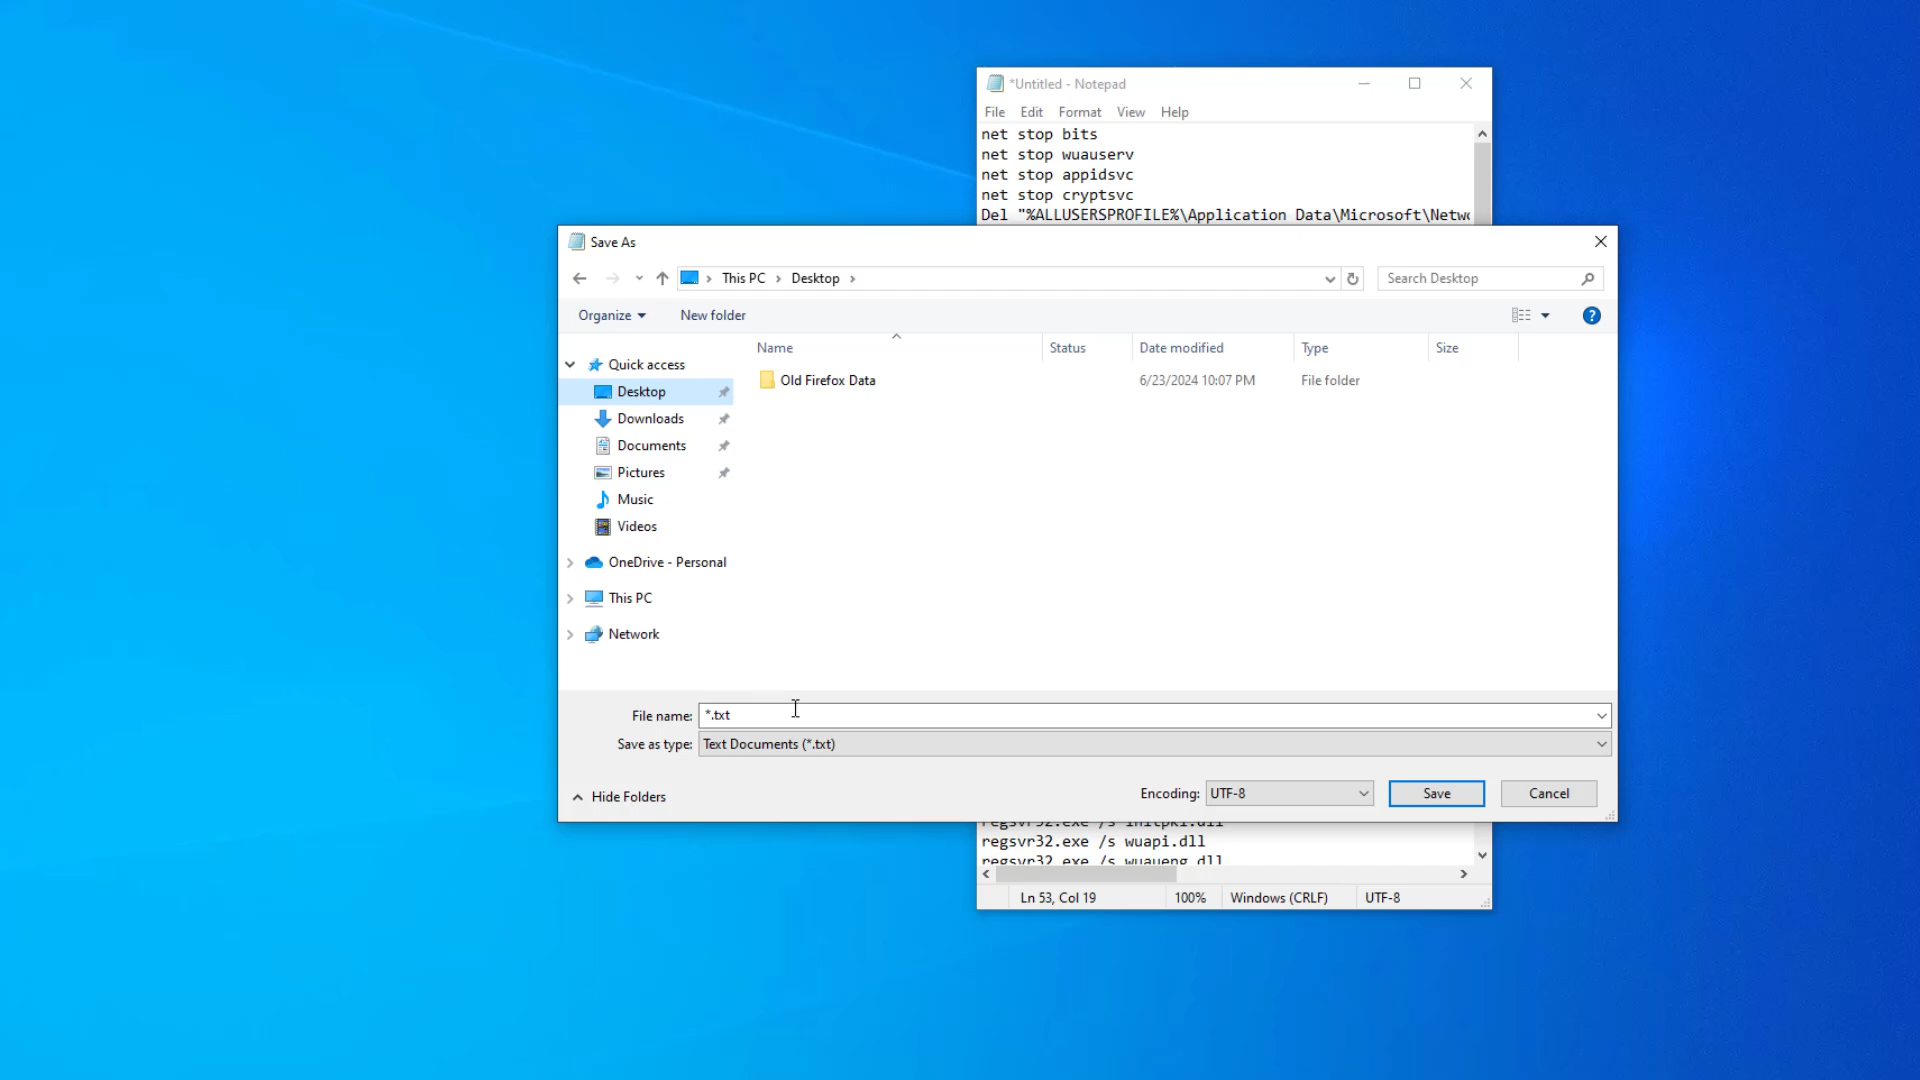 *Untitled - Notepad
File Edit Format View Help
net stop bits
net stop wuauserv
net stop appidsvc
net stop cryptsvc
Del "%ALLUSERSPROFILE%\Application Data\Microsoft\Netwo
Save As
This PC > Desktop >
Search Desktop
Organize
New folder
Name
Status
Date modified
Type
Size
Quick access
Old Firefox Data
6/23/2024 10:07 PM
File folder
Desktop
Downloads
Documents
Pictures
Music
Videos
OneDrive - Personal
This PC
Network
File name: *.txt
Save as type: Text Documents (*.txt)
Hide Folders
Encoding: UTF-8
Save
Cancel
regsvr32.exe /s initpki.dll
regsvr32.exe /s wuapi.dll
regsvr32.exe /s wuaueng.dll
Ln 53, Col 19
100%
Windows (CRLF)
UTF-8